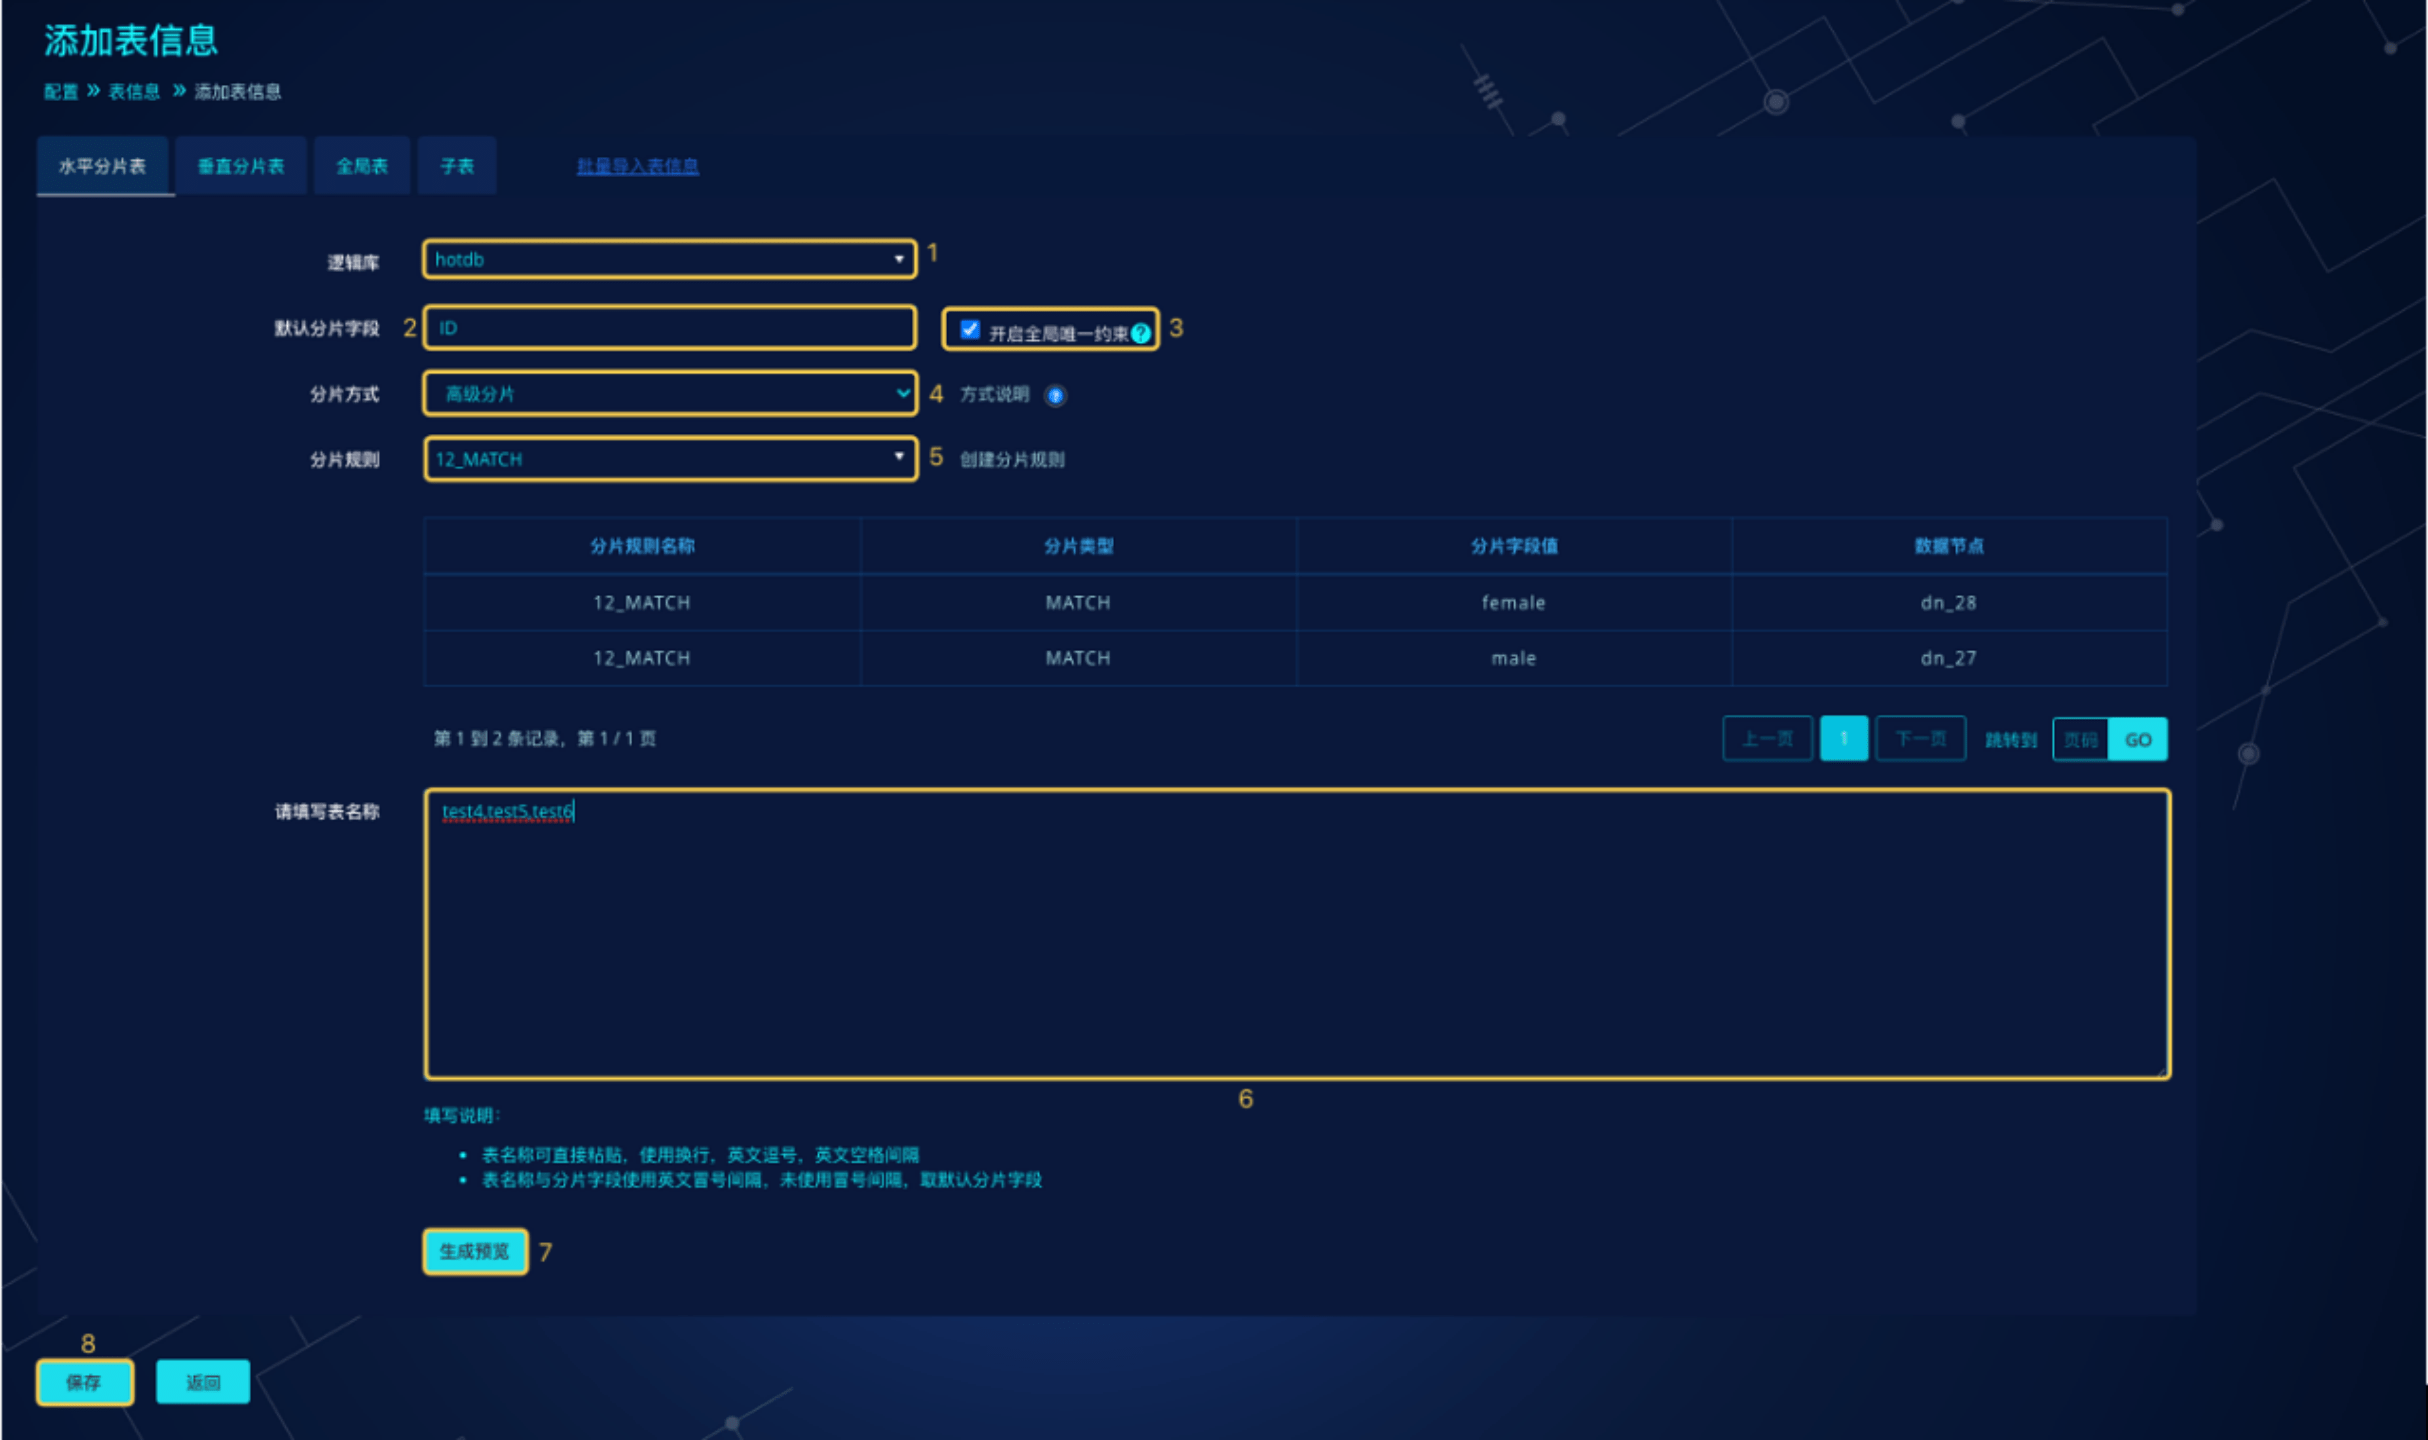 添加表信息
配置 » 表信息 » 添加表信息
水平分片表 垂直分片表 全局表 子表 批量导入表信息
逻辑库 hotdb 1
默认分片字段 2 ID 开启全局唯一约束 ? 3
分片方式 高级分片 4 方式说明 ?
分片规则 12_MATCH 5 创建分片规则
分片规则名称 分片类型 分片字段值 数据节点
12_MATCH MATCH female dn_28
12_MATCH MATCH male dn_27
第 1 到 2 条记录，第 1 / 1 页 上一页 1 下一页 跳转到 页码 GO
请填写表名称 test4,test5,test6
6
填写说明：
• 表名称可直接粘贴，使用换行，英文逗号，英文空格间隔
• 表名称与分片字段使用英文冒号间隔，未使用冒号间隔，取默认分片字段
生成预览 7
8
保存 返回